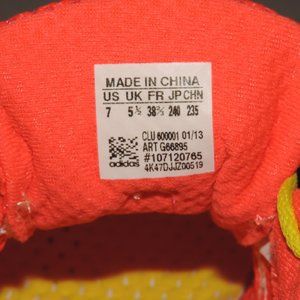 MADE IN CHINA
US UK FR JP CHN
7 5½ 38⅔ 240 235
CLU 600001 01/13
ART G66895
#107120765
adidas 4K47DJJZ00519